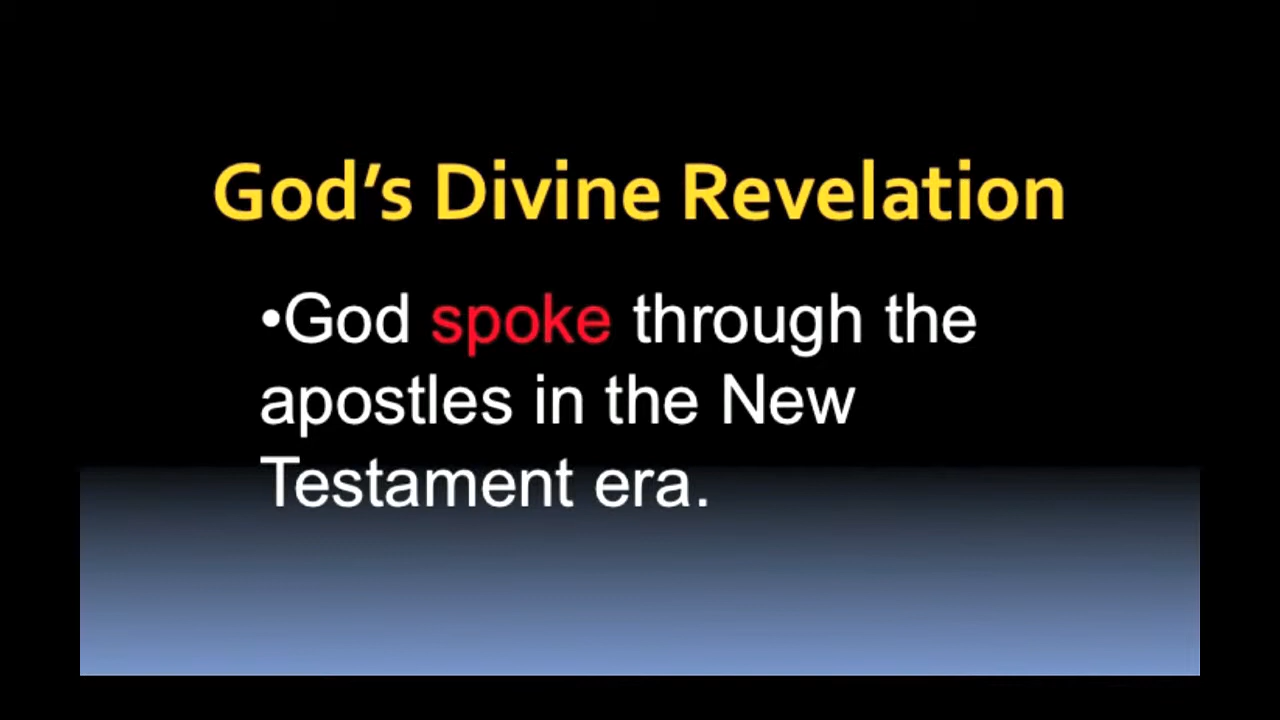 God’s Divine Revelation
•God spoke through the
apostles in the New
Testament era.